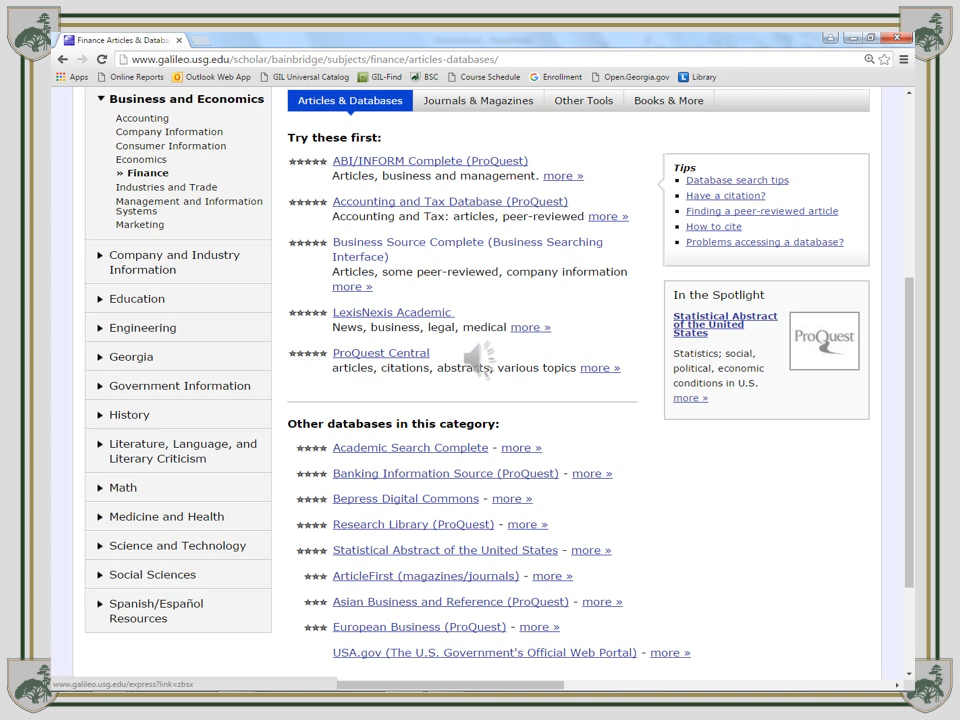 Finance Articles & Databa
www.galileo.usg.edu/scholar/bainbridge/subjects/finance/articles-databases/
Apps Online Reports Outlook Web App GIL Universal Catalog GIL-Find BSC Course Schedule Enrollment Open.Georgia.gov Library
Business and Economics
Accounting
Company Information
Consumer Information
Economics
» Finance
Industries and Trade
Management and Information
Systems
Marketing
Company and Industry
Information
Education
Engineering
Georgia
Government Information
History
Literature, Language, and
Literary Criticism
Math
Medicine and Health
Science and Technology
Social Sciences
Spanish/Español
Resources
Articles & Databases Journals & Magazines Other Tools Books & More
Try these first:
ABI/INFORM Complete (ProQuest)
Articles, business and management. more »
Accounting and Tax Database (ProQuest)
Accounting and Tax: articles, peer-reviewed more »
Business Source Complete (Business Searching
Interface)
Articles, some peer-reviewed, company information
more »
LexisNexis Academic
News, business, legal, medical more »
ProQuest Central
articles, citations, abstracts, various topics more »
Other databases in this category:
Academic Search Complete - more »
Banking Information Source (ProQuest) - more »
Bepress Digital Commons - more »
Research Library (ProQuest) - more »
Statistical Abstract of the United States - more »
ArticleFirst (magazines/journals) - more »
Asian Business and Reference (ProQuest) - more »
European Business (ProQuest) - more »
USA.gov (The U.S. Government's Official Web Portal) - more »
Tips
Database search tips
Have a citation?
Finding a peer-reviewed article
How to cite
Problems accessing a database?
In the Spotlight
Statistical Abstract
of the United
States
ProQuest
Statistics; social,
political, economic
conditions in U.S.
more »
www.galileo.usg.edu/express?link=zbsx